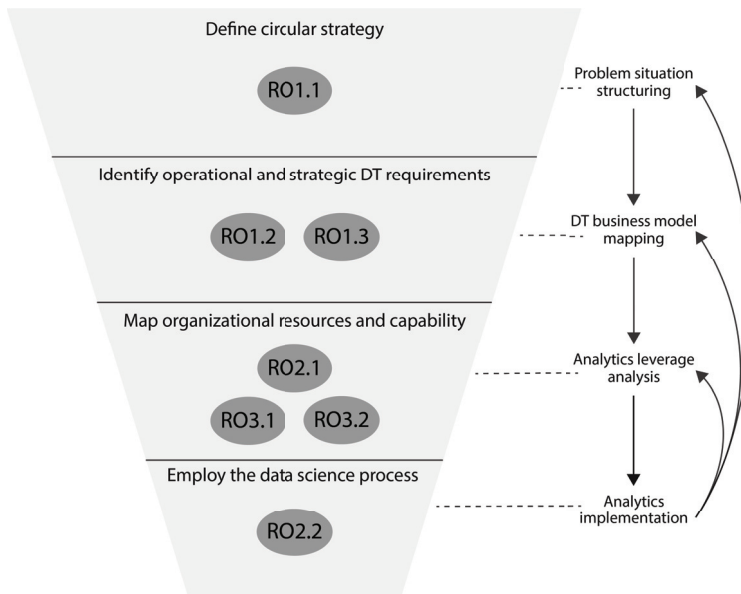 Define circular strategy
RO1.1
Problem situation
structuring
Identify operational and strategic DT requirements
RO1.2 RO1.3
DT business model
mapping
Map organizational resources and capability
RO2.1
RO3.1 RO3.2
Analytics leverage
analysis
Employ the data science process
RO2.2
Analytics
implementation